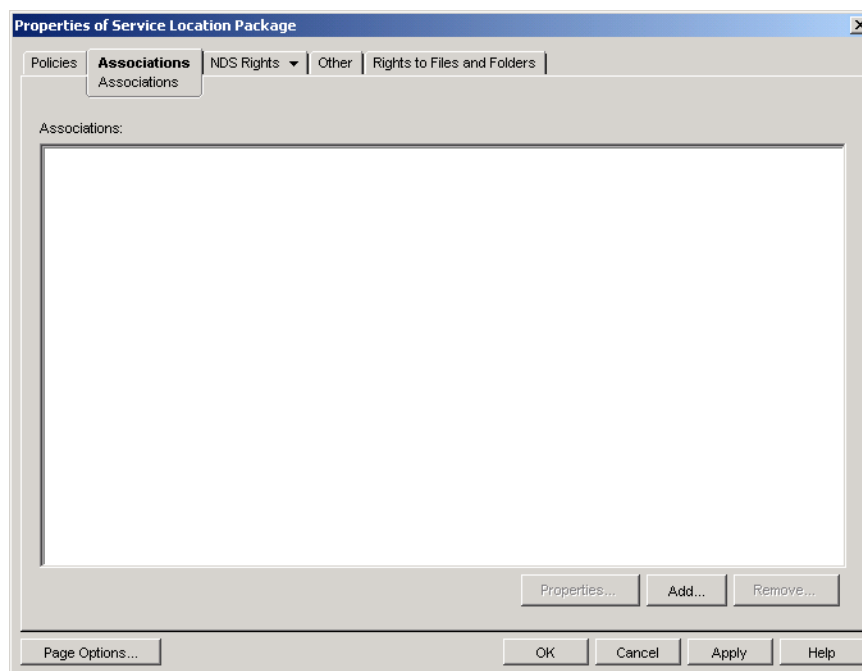 Properties of Service Location Package
Policies Associations NDS Rights Other Rights to Files and Folders
Associations
Associations:
Properties... Add... Remove...
Page Options... OK Cancel Apply Help